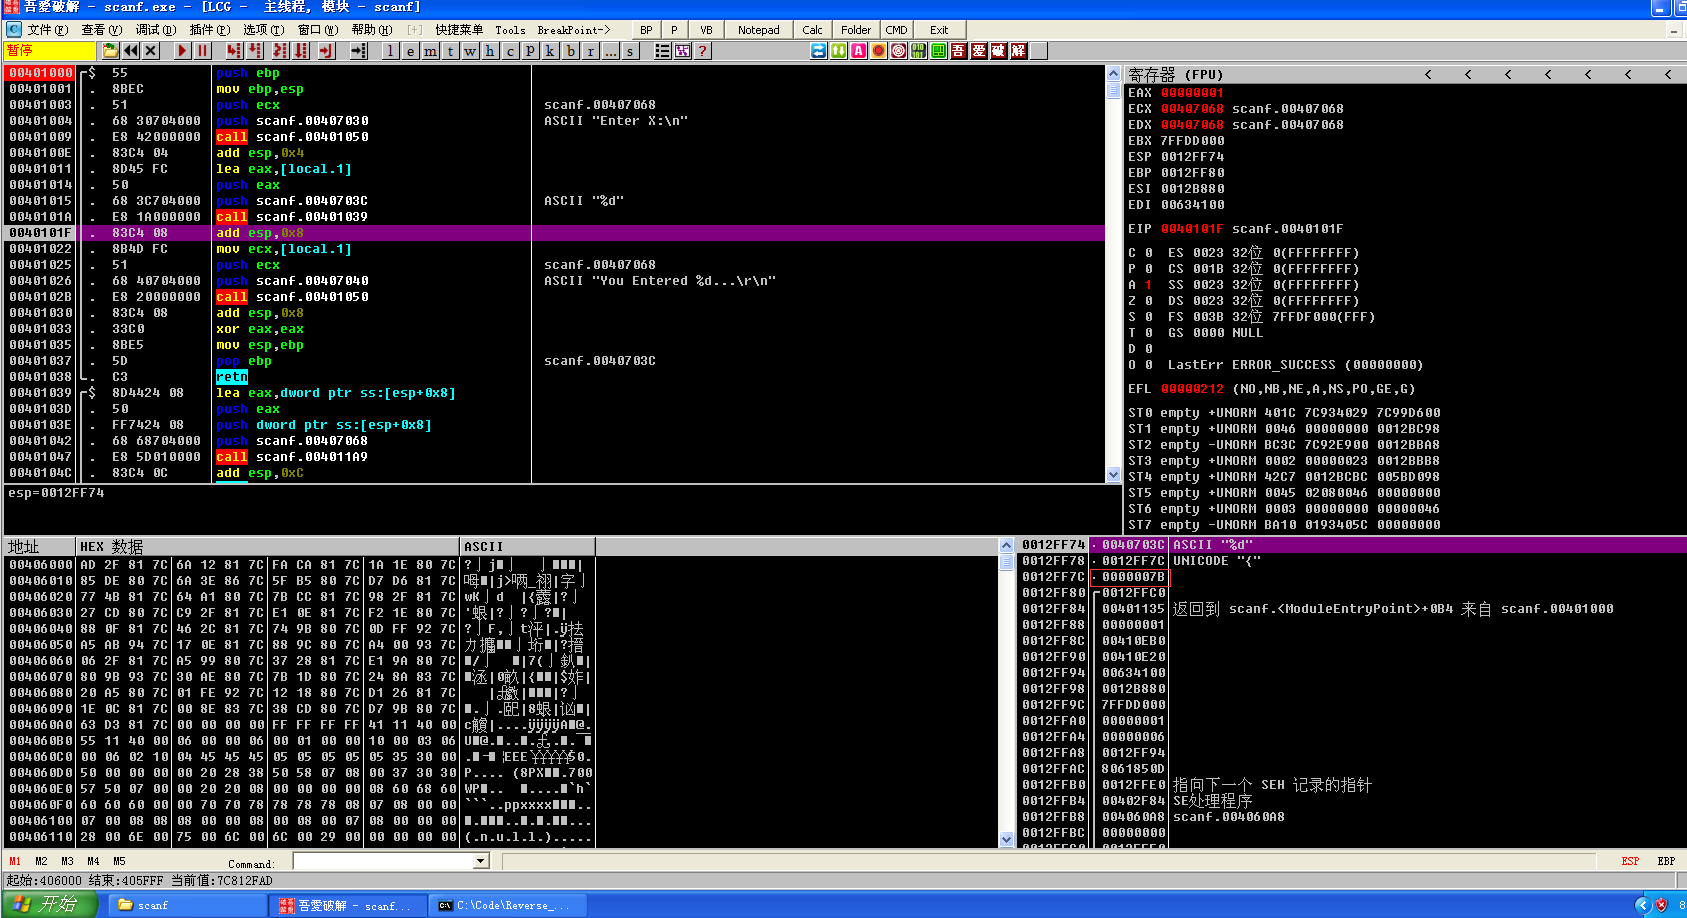 吾爱破解 - scanf.exe - [LCG - 主线程, 模块 - scanf]
文件(F) 查看(V) 调试(D) 插件(P) 选项(T) 窗口(W) 帮助(H) [+] 快捷菜单 Tools BreakPoint-> BP P VB Notepad Calc Folder CMD Exit
暂停 l e m t w h c p k b r ... s ? 吾 爱 破 解
00401000 $ 55 push ebp
00401001 . 8BEC mov ebp,esp
00401003 . 51 push ecx scanf.00407068
00401004 . 68 30704000 push scanf.00407030 ASCII "Enter X:\n"
00401009 . E8 42000000 call scanf.00401050
0040100E . 83C4 04 add esp,0x4
00401011 . 8D45 FC lea eax,[local.1]
00401014 . 50 push eax
00401015 . 68 3C704000 push scanf.0040703C ASCII "%d"
0040101A . E8 1A000000 call scanf.00401039
0040101F . 83C4 08 add esp,0x8
00401022 . 8B4D FC mov ecx,[local.1]
00401025 . 51 push ecx scanf.00407068
00401026 . 68 40704000 push scanf.00407040 ASCII "You Entered %d...\r\n"
0040102B . E8 20000000 call scanf.00401050
00401030 . 83C4 08 add esp,0x8
00401033 . 33C0 xor eax,eax
00401035 . 8BE5 mov esp,ebp
00401037 . 5D pop ebp scanf.0040703C
00401038 . C3 retn
00401039 $ 8D4424 08 lea eax,dword ptr ss:[esp+0x8]
0040103D . 50 push eax
0040103E . FF7424 08 push dword ptr ss:[esp+0x8]
00401042 . 68 68704000 push scanf.00407068
00401047 . E8 5D010000 call scanf.004011A9
0040104C . 83C4 0C add esp,0xC
esp=0012FF74
寄存器 (FPU) < < < < < < <
EAX 00000001
ECX 00407068 scanf.00407068
EDX 00407068 scanf.00407068
EBX 7FFDD000
ESP 0012FF74
EBP 0012FF80
ESI 0012B880
EDI 00634100
EIP 0040101F scanf.0040101F
C 0 ES 0023 32位 0(FFFFFFFF)
P 0 CS 001B 32位 0(FFFFFFFF)
A 1 SS 0023 32位 0(FFFFFFFF)
Z 0 DS 0023 32位 0(FFFFFFFF)
S 0 FS 003B 32位 7FFDF000(FFF)
T 0 GS 0000 NULL
D 0
O 0 LastErr ERROR_SUCCESS (00000000)
EFL 00000212 (NO,NB,NE,A,NS,PO,GE,G)
ST0 empty +UNORM 401C 7C934029 7C99D600
ST1 empty +UNORM 0046 00000000 0012BC98
ST2 empty -UNORM BC3C 7C92E900 0012BBA8
ST3 empty +UNORM 0002 00000023 0012BBB8
ST4 empty +UNORM 42C7 0012BCBC 005BD098
ST5 empty +UNORM 0045 02080046 00000000
ST6 empty +UNORM 0003 00000000 00000046
ST7 empty -UNORM BA10 0193405C 00000000
地址 HEX 数据 ASCII
00406000 AD 2F 81 7C 6A 12 81 7C FA CA 81 7C 1A 1E 80 7C
00406010 85 DE 80 7C 6A 3E 86 7C 5F B5 80 7C D7 D6 81 7C
00406020 77 4B 81 7C 64 A1 80 7C 7B CC 81 7C 98 2F 81 7C
00406030 27 CD 80 7C C9 2F 81 7C E1 0E 81 7C F2 1E 80 7C
00406040 88 0F 81 7C 46 2C 81 7C 74 9B 80 7C 0D FF 92 7C
00406050 A5 AB 94 7C 17 0E 81 7C 88 9C 80 7C A4 00 93 7C
00406060 06 2F 81 7C A5 99 80 7C 37 28 81 7C E1 9A 80 7C
00406070 80 9B 93 7C 30 AE 80 7C 7B 1D 80 7C 24 8A 83 7C
00406080 20 A5 80 7C 01 FE 92 7C 12 18 80 7C D1 26 81 7C
00406090 1E 0C 81 7C 00 8E 83 7C 38 CD 80 7C D7 9B 80 7C
004060A0 63 D3 81 7C 00 00 00 00 FF FF FF FF 41 11 40 00
004060B0 55 11 40 00 06 00 00 06 00 01 00 00 10 00 03 06
004060C0 00 06 02 10 04 45 45 45 05 05 05 05 05 35 30 00
004060D0 50 00 00 00 00 20 28 38 50 58 07 08 00 37 30 30 P.... (8PX
004060E0 57 50 07 00 00 20 20 08 00 00 00 00 08 60 68 60
004060F0 60 60 60 00 00 70 70 78 78 78 78 08 07 08 00 00 ```..ppxxxx
00406100 07 00 08 08 00 00 08 00 08 00 07 08 00 00 00
00406110 28 00 6E 00 75 00 6C 00 6C 00 29 00 00 00 00 00 (.n.u.l.l.).....
0012FF74 0040703C ASCII "%d"
0012FF78 0012FF7C UNICODE "{"
0012FF7C 0000007B
0012FF80 0012FFC0
0012FF84 00401135 返回到 scanf.<ModuleEntryPoint>+0B4 来自 scanf.00401000
0012FF88 00000001
0012FF8C 00410EB0
0012FF90 00410E20
0012FF94 00634100
0012FF98 0012B880
0012FF9C 7FFDD000
0012FFA0 00000001
0012FFA4 00000006
0012FFA8 0012FF94
0012FFAC 8061850D
0012FFB0 0012FFE0 指向下一个 SEH 记录的指针
0012FFB4 00402F84 SE处理程序
0012FFB8 004060A8 scanf.004060A8
0012FFBC 00000000
M1 M2 M3 M4 M5 Command: ESP EBP
起始:406000 结束:405FFF 当前值:7C812FAD
开始 scanf 吾爱破解 - scanf... C:\Code\Reverse_... 8